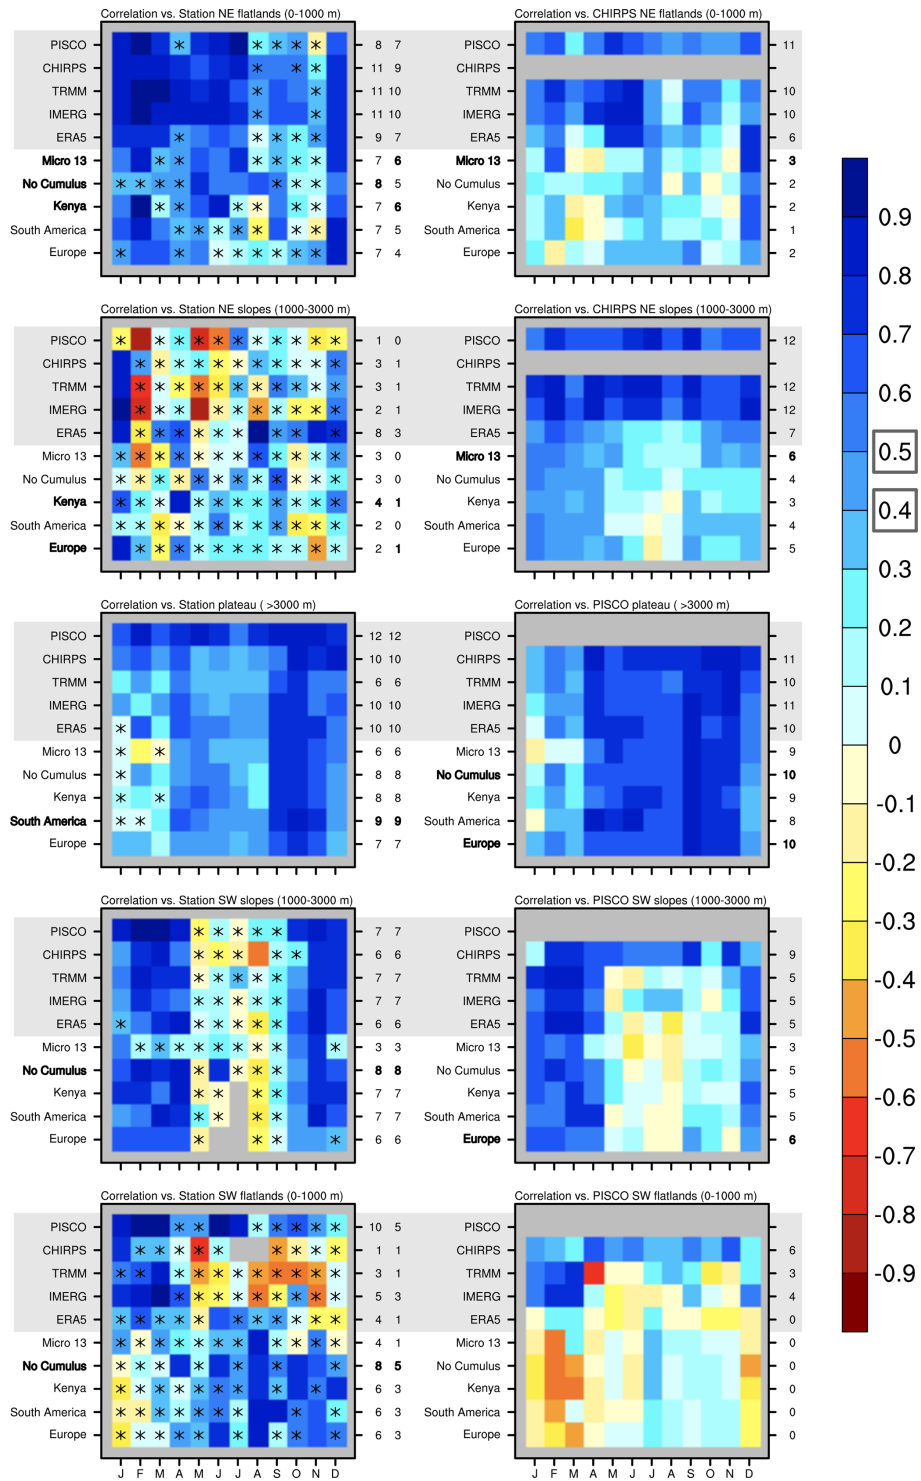 Correlation vs. Station NE flatlands (0-1000 m)
PISCO 8 7
CHIRPS 11 9
TRMM 11 10
IMERG 11 10
ERA5 9 7
Micro 13 7 6
No Cumulus 8 5
Kenya 7 6
South America 7 5
Europe 7 4
Correlation vs. CHIRPS NE flatlands (0-1000 m)
PISCO 11
CHIRPS
TRMM 10
IMERG 10
ERA5 6
Micro 13 3
No Cumulus 2
Kenya 2
South America 1
Europe 2
Correlation vs. Station NE slopes (1000-3000 m)
PISCO 1 0
CHIRPS 3 1
TRMM 3 1
IMERG 2 1
ERA5 8 3
Micro 13 3 0
No Cumulus 3 0
Kenya 4 1
South America 2 0
Europe 2 1
Correlation vs. CHIRPS NE slopes (1000-3000 m)
PISCO 12
CHIRPS
TRMM 12
IMERG 12
ERA5 7
Micro 13 6
No Cumulus 4
Kenya 3
South America 4
Europe 5
Correlation vs. Station plateau ( >3000 m)
PISCO 12 12
CHIRPS 10 10
TRMM 6 6
IMERG 10 10
ERA5 10 10
Micro 13 6 6
No Cumulus 8 8
Kenya 8 8
South America 9 9
Europe 7 7
Correlation vs. PISCO plateau ( >3000 m)
PISCO
CHIRPS 11
TRMM 10
IMERG 11
ERA5 10
Micro 13 9
No Cumulus 10
Kenya 9
South America 8
Europe 10
Correlation vs. Station SW slopes (1000-3000 m)
PISCO 7 7
CHIRPS 6 6
TRMM 7 7
IMERG 7 7
ERA5 6 6
Micro 13 3 3
No Cumulus 8 8
Kenya 7 7
South America 7 7
Europe 6 6
Correlation vs. PISCO SW slopes (1000-3000 m)
PISCO
CHIRPS 9
TRMM 5
IMERG 5
ERA5 5
Micro 13 3
No Cumulus 5
Kenya 5
South America 5
Europe 6
Correlation vs. Station SW flatlands (0-1000 m)
PISCO 10 5
CHIRPS 1 1
TRMM 3 1
IMERG 5 3
ERA5 4 1
Micro 13 4 1
No Cumulus 8 5
Kenya 6 3
South America 6 3
Europe 6 3
J F M A M J J A S O N D
Correlation vs. PISCO SW flatlands (0-1000 m)
PISCO
CHIRPS 6
TRMM 3
IMERG 4
ERA5 0
Micro 13 0
No Cumulus 0
Kenya 0
South America 0
Europe 0
J F M A M J J A S O N D
0.9
0.8
0.7
0.6
0.5
0.4
0.3
0.2
0.1
0
-0.1
-0.2
-0.3
-0.4
-0.5
-0.6
-0.7
-0.8
-0.9